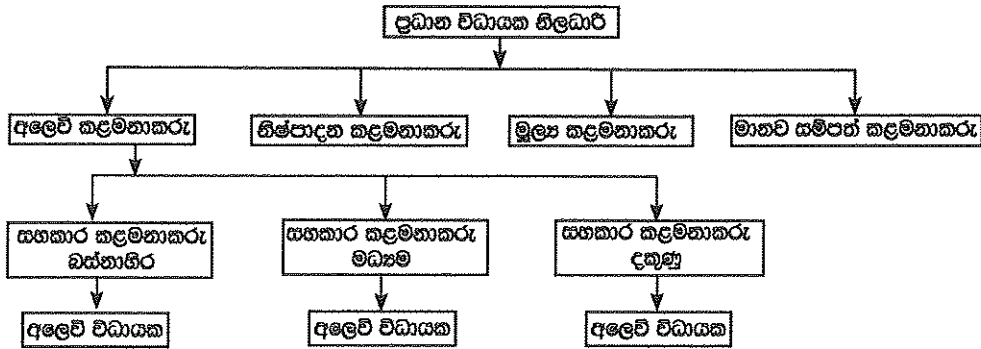 ප්‍රධාන විධායක නිලධාරී
අලෙවි කළමනාකරු
නිෂ්පාදන කළමනාකරු
මූල්‍ය කළමනාකරු
මානව සම්පත් කළමනාකරු
සහකාර කළමනාකරු
බස්නාහිර
සහකාර කළමනාකරු
මධ්‍යම
සහකාර කළමනාකරු
දකුණු
අලෙවි විධායක
අලෙවි විධායක
අලෙවි විධායක